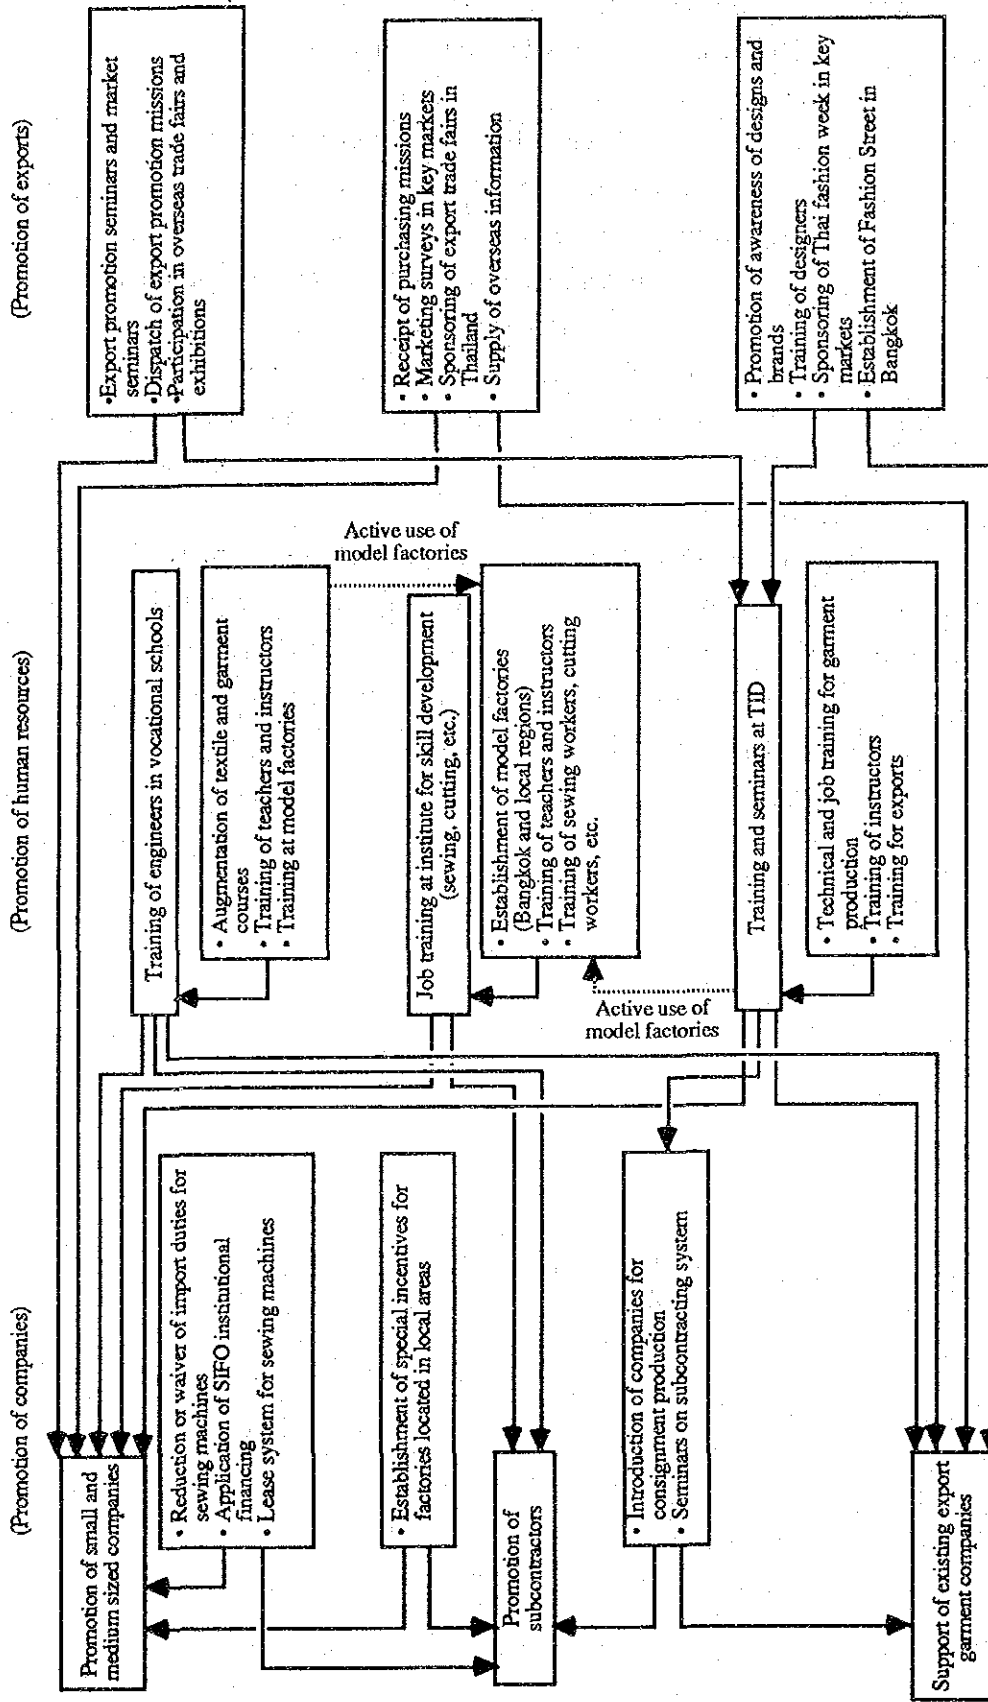 (Promotion of companies)
Promotion of small and
medium sized companies
• Reduction or waiver of import duties for
sewing machines
• Application of SIFO institutional
financing
• Lease system for sewing machines
• Establishment of special incentives for
factories located in local areas
Promotion of
subcontractors
• Introduction of companies for
consignment production
• Seminars on subcontracting system
Support of existing export
garment companies
(Promotion of human resources)
Training of engineers in vocational schools
• Augmentation of textile and garment
courses
• Training of teachers and instructors
• Training at model factories
Active use of
model factories
Job training at institute for skill development
(sewing, cutting, etc.)
• Establishment of model factories
(Bangkok and local regions)
• Training of teachers and instructors
• Training of sewing workers, cutting
workers, etc.
Active use of
model factories
Training and seminars at TID
• Technical and job training for garment
production
• Training of instructors
• Training for exports
(Promotion of exports)
• Export promotion seminars and market
seminars
• Dispatch of export promotion missions
• Participation in overseas trade fairs and
exhibitions
• Receipt of purchasing missions
• Marketing surveys in key markets
• Sponsoring of export trade fairs in
Thailand
• Supply of overseas information
• Promotion of awareness of designs and
brands
• Training of designers
• Sponsoring of Thai fashion week in key
markets
• Establishment of Fashion Street in
Bangkok